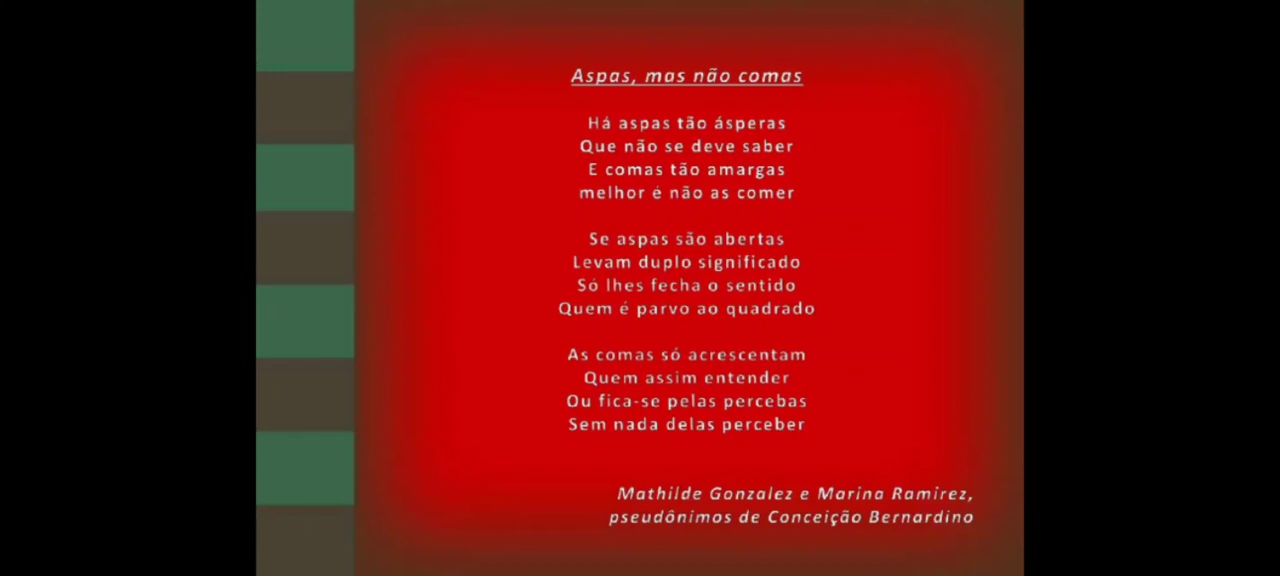 Aspas, mas não comas
Há aspas tão ásperas
Que não se deve saber
E comas tão amargas
melhor é não as comer
Se aspas são abertas
Levam duplo significado
Só lhes fecha o sentido
Quem é parvo ao quadrado
As comas só acrescentam
Quem assim entender
Ou fica-se pelas percebas
Sem nada delas perceber
Mathilde Gonzalez e Marina Ramirez,
pseudônimos de Conceição Bernardino